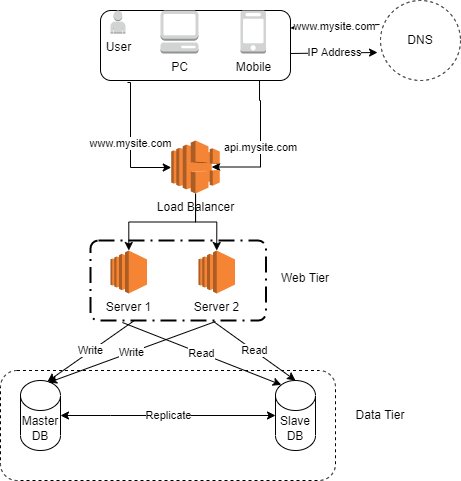 www.mysite.com
DNS
User
IP Address
PC
Mobile
www.mysite.com
api.mysite.com
Load Balancer
Web Tier
Server 1
Server 2
Write
Write
Read
Read
Master
DB
Replicate
Slave
DB
Data Tier